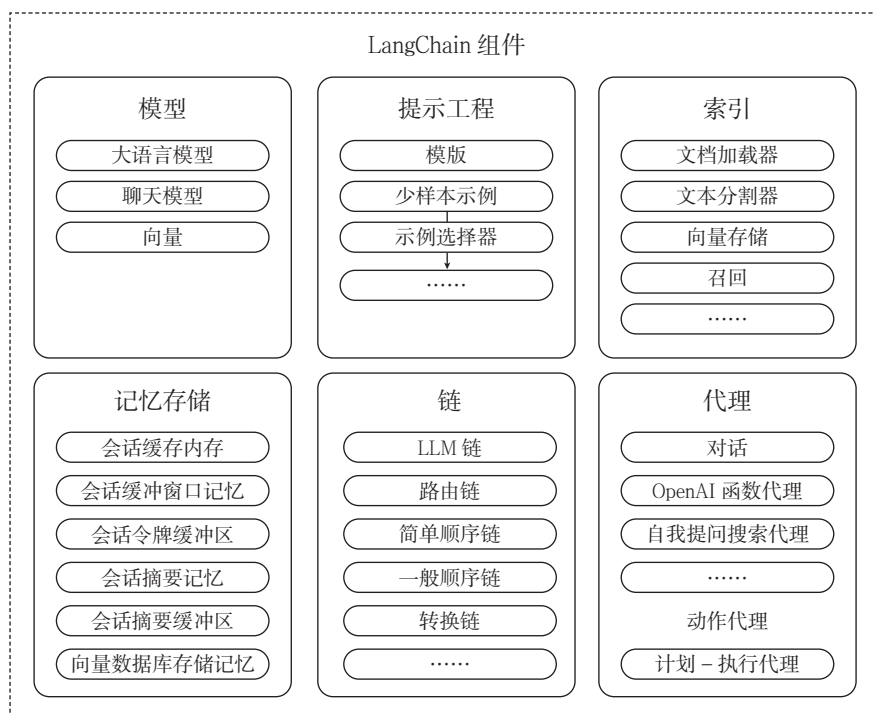 LangChain 组件
模型
大语言模型
聊天模型
向量
提示工程
模版
少样本示例
示例选择器
……
索引
文档加载器
文本分割器
向量存储
召回
……
记忆存储
会话缓存内存
会话缓冲窗口记忆
会话令牌缓冲区
会话摘要记忆
会话摘要缓冲区
向量数据库存储记忆
链
LLM 链
路由链
简单顺序链
一般顺序链
转换链
……
代理
对话
OpenAI 函数代理
自我提问搜索代理
……
动作代理
计划－执行代理